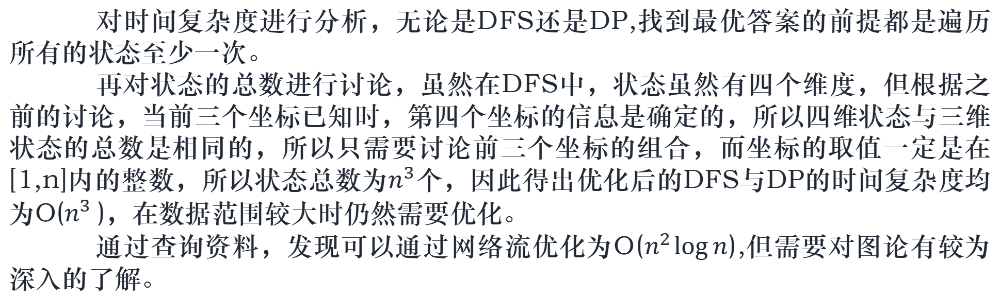 对时间复杂度进行分析，无论是DFS还是DP,找到最优答案的前提都是遍历
所有的状态至少一次。
再对状态的总数进行讨论，虽然在DFS中，状态虽然有四个维度，但根据之
前的讨论，当前三个坐标已知时，第四个坐标的信息是确定的，所以四维状态与三维
状态的总数是相同的，所以只需要讨论前三个坐标的组合，而坐标的取值一定是在
[1,n]内的整数，所以状态总数为n³个，因此得出优化后的DFS与DP的时间复杂度均
为O(n³ )，在数据范围较大时仍然需要优化。
通过查询资料，发现可以通过网络流优化为O(n² log n),但需要对图论有较为
深入的了解。